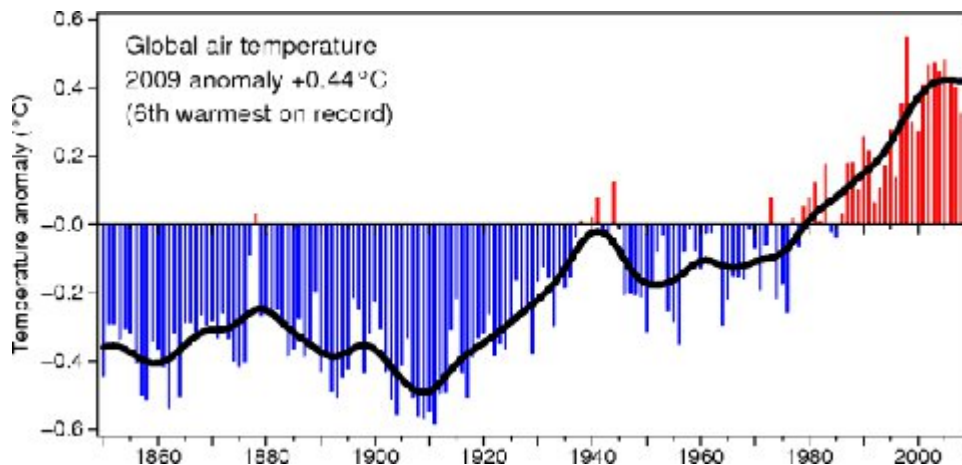 Global air temperature
2009 anomaly +0.44°C
(6th warmest on record)
Temperature anomaly (°C)
0.6
0.4
0.2
-0.0
-0.2
-0.4
-0.6
1860 1880 1900 1920 1940 1960 1980 2000